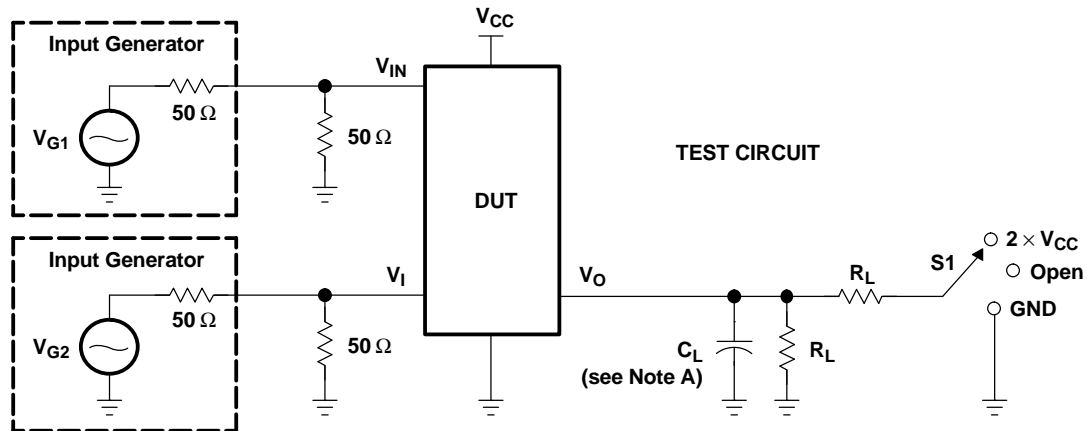 VCC
Input Generator
VIN
50 Ω
50 Ω
VG1
TEST CIRCUIT
DUT
Input Generator
2 × VCC
S1
Open
VI
VO
RL
50 Ω
GND
50 Ω
VG2
CL
RL
(see Note A)